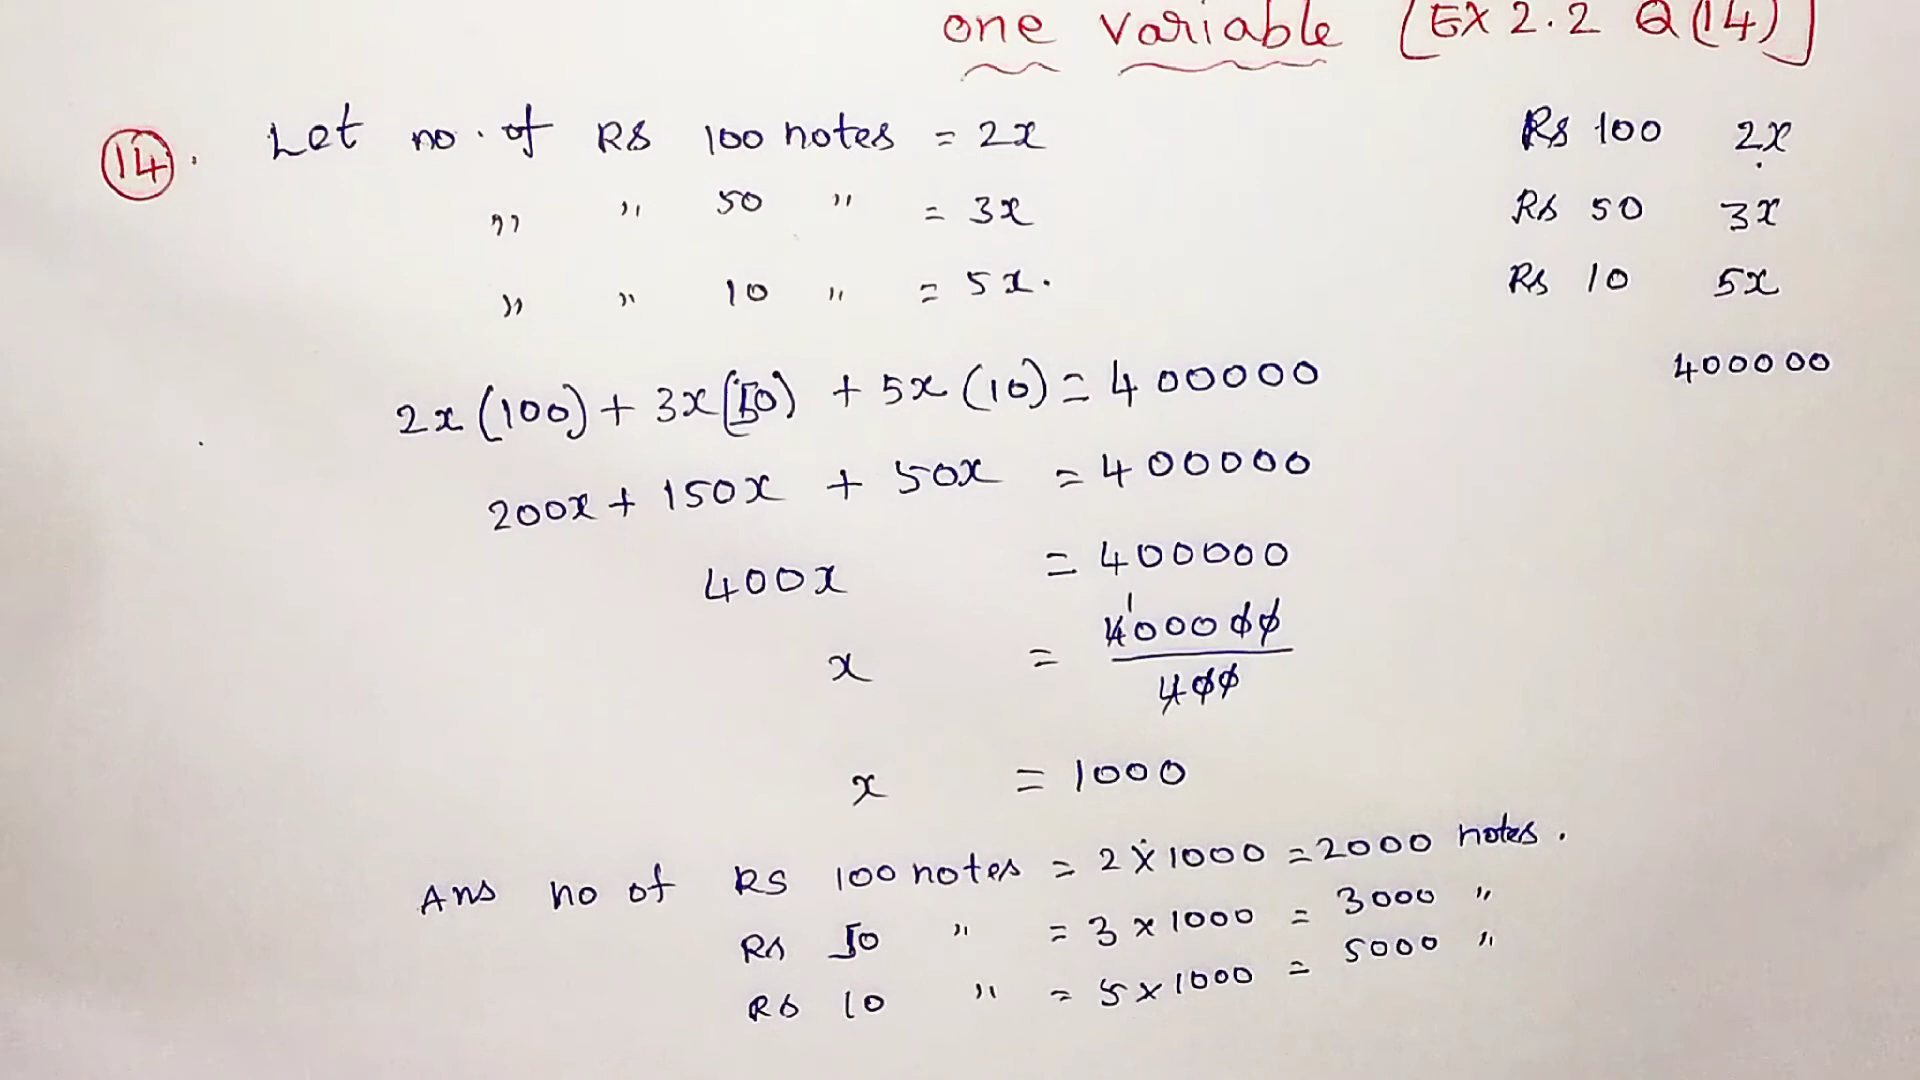 one variable [EX 2.2 Q(14)]
14. Let no. of RS 100 notes = 2x
,, ,, 50 ,, = 3x
,, ,, 10 ,, = 5x.
Rs 100 2x
Rs 50 3x
Rs 10 5x
400000
2x(100) + 3x(50) + 5x(10) = 400000
200x + 150x + 50x = 400000
400x = 400000
x = 400000/400
1
x = 1000
Ans no of RS 100 notes = 2 x 1000 = 2000 notes.
Rs 50 ,, = 3 x 1000 = 3000 ,,
RS 10 ,, = 5 x 1000 = 5000 ,,